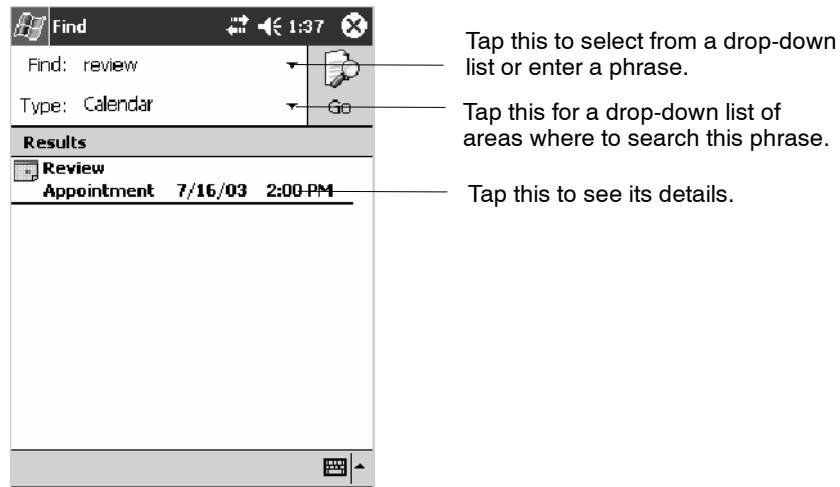 Find 1:37
Find: review
Type: Calendar
Go
Results
Review
Appointment 7/16/03 2:00 PM
Tap this to select from a drop-down
list or enter a phrase.
Tap this for a drop-down list of
areas where to search this phrase.
Tap this to see its details.